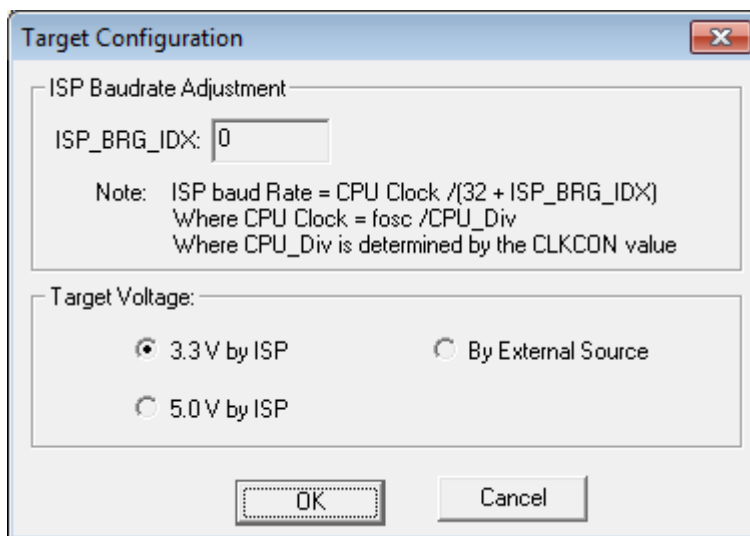 Target Configuration
ISP Baudrate Adjustment
ISP_BRG_IDX: 0
Note: ISP baud Rate = CPU Clock /(32 + ISP_BRG_IDX)
Where CPU Clock = fosc /CPU_Div
Where CPU_Div is determined by the CLKCON value
Target Voltage:
3.3 V by ISP By External Source
5.0 V by ISP
OK Cancel